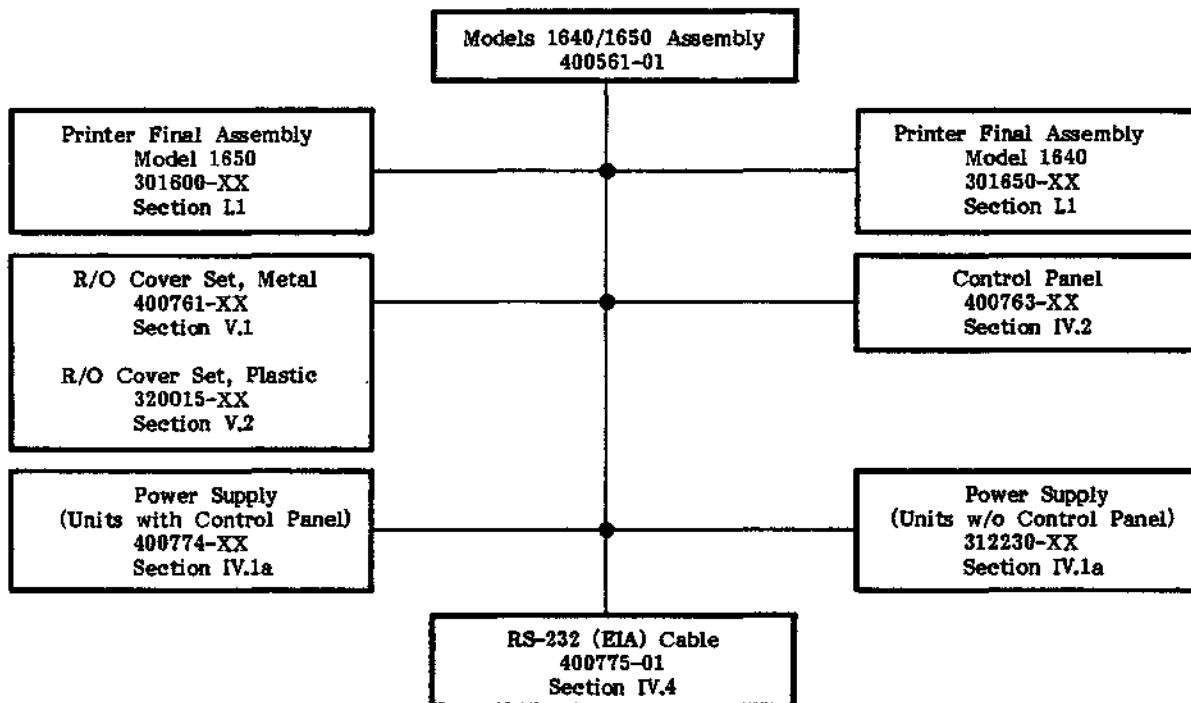 Models 1640/1650 Assembly
400561-01
Printer Final Assembly
Model 1650
301600-XX
Section I.1
Printer Final Assembly
Model 1640
301650-XX
Section I.1
R/O Cover Set, Metal
400761-XX
Section V.1
R/O Cover Set, Plastic
320015-XX
Section V.2
Control Panel
400763-XX
Section IV.2
Power Supply
(Units with Control Panel)
400774-XX
Section IV.1a
Power Supply
(Units w/o Control Panel)
312230-XX
Section IV.1a
RS-232 (EIA) Cable
400775-01
Section IV.4